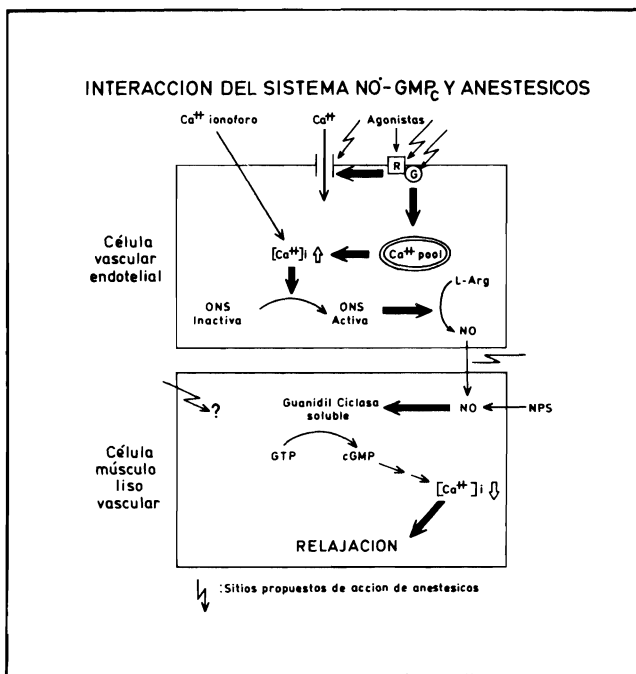 INTERACCION DEL SISTEMA NO˙-GMPc Y ANESTESICOS
Ca++ ionoforo
Ca++
Agonistas
R
G
Célula
vascular
endotelial
[Ca++]i
Ca++ pool
L-Arg
ONS
Inactiva
ONS
Activa
NO
?
Guanidil Ciclasa
soluble
NO
NPS
Célula
músculo
liso
vascular
GTP
cGMP
[Ca++]i
RELAJACION
:Sitios propuestos de accion de anestesicos